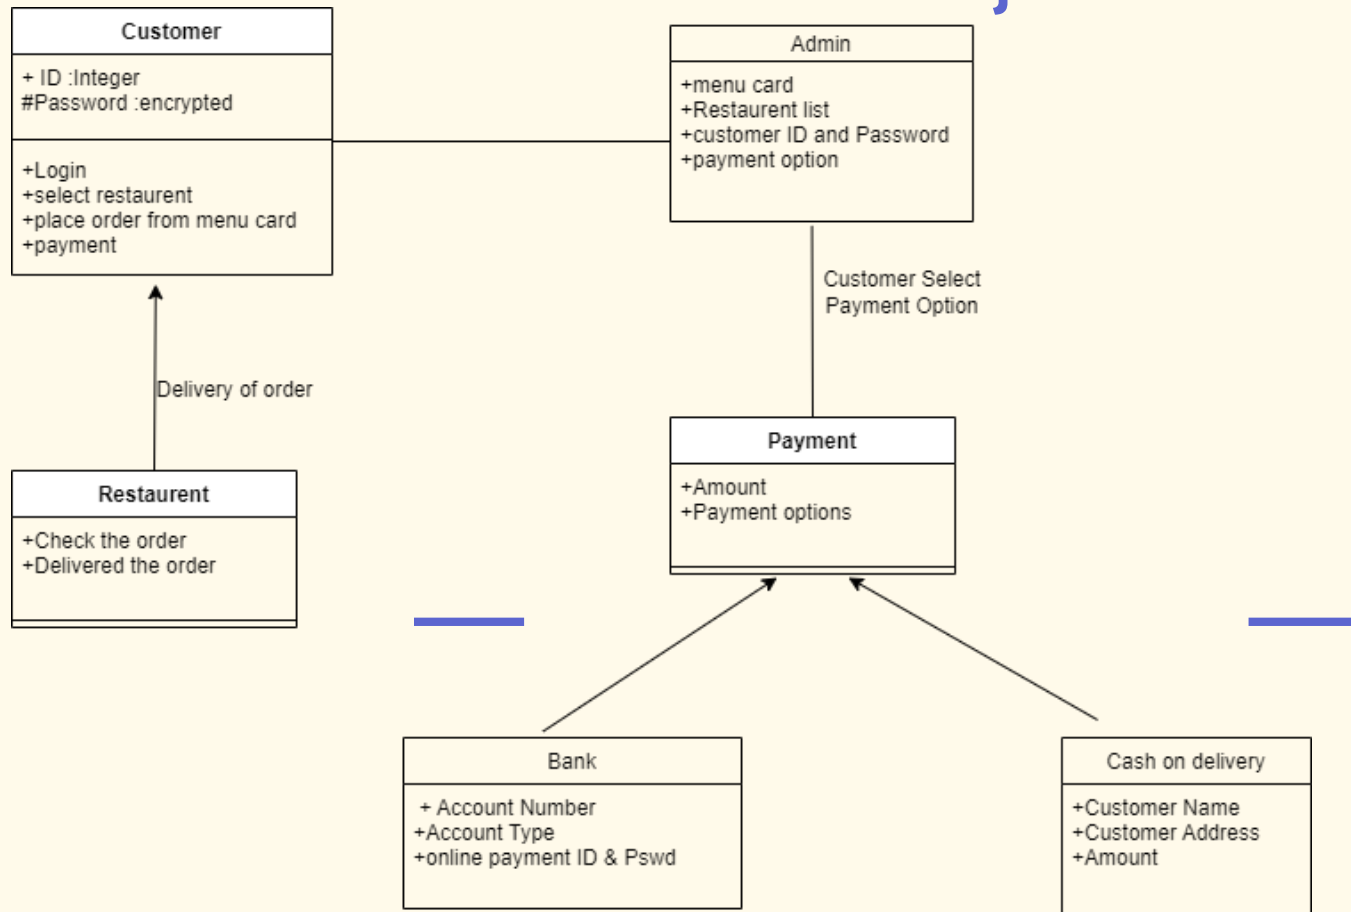 Customer
+ ID :Integer
#Password :encrypted
+Login
+select restaurent
+place order from menu card
+payment
Admin
+menu card
+Restaurent list
+customer ID and Password
+payment option
Customer Select
Payment Option
Delivery of order
Restaurent
+Check the order
+Delivered the order
Payment
+Amount
+Payment options
Bank
+ Account Number
+Account Type
+online payment ID & Pswd
Cash on delivery
+Customer Name
+Customer Address
+Amount